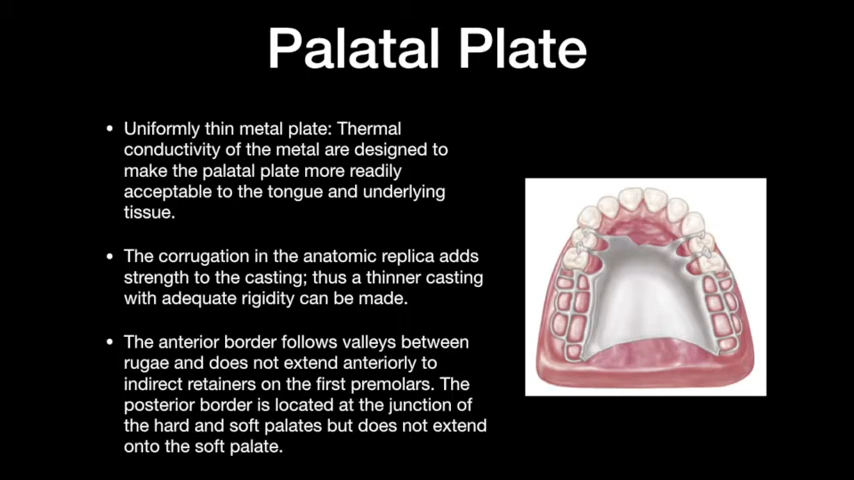 Palatal Plate
• Uniformly thin metal plate: Thermal
conductivity of the metal are designed to
make the palatal plate more readily
acceptable to the tongue and underlying
tissue.
• The corrugation in the anatomic replica adds
strength to the casting; thus a thinner casting
with adequate rigidity can be made.
• The anterior border follows valleys between
rugae and does not extend anteriorly to
indirect retainers on the first premolars. The
posterior border is located at the junction of
the hard and soft palates but does not extend
onto the soft palate.